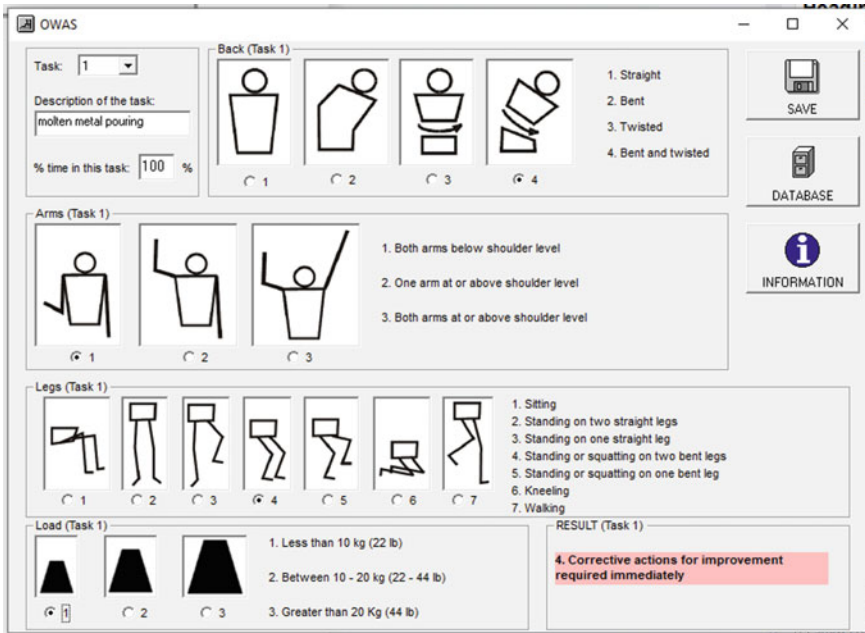 OWAS
Task: 1
Description of the task:
molten metal pouring
% time in this task: 100 %
Back (Task 1)
1 2 3 4
1. Straight
2. Bent
3. Twisted
4. Bent and twisted
SAVE
DATABASE
INFORMATION
Arms (Task 1)
1 2 3
1. Both arms below shoulder level
2. One arm at or above shoulder level
3. Both arms at or above shoulder level
Legs (Task 1)
1 2 3 4 5 6 7
1. Sitting
2. Standing on two straight legs
3. Standing on one straight leg
4. Standing or squatting on two bent legs
5. Standing or squatting on one bent leg
6. Kneeling
7. Walking
Load (Task 1)
1 2 3
1. Less than 10 kg (22 lb)
2. Between 10 - 20 kg (22 - 44 lb)
3. Greater than 20 Kg (44 lb)
RESULT (Task 1)
4. Corrective actions for improvement
required immediately